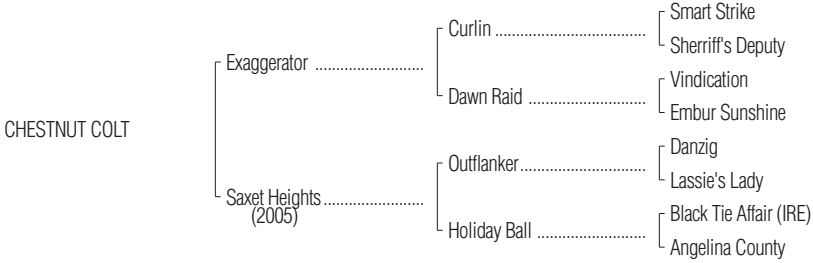 Smart Strike
Curlin ..................................
Sherriff's Deputy
Exaggerator .........................
Vindication
Dawn Raid ..........................
Embur Sunshine
CHESTNUT COLT
Danzig
Outflanker.............................
Lassie's Lady
Saxet Heights.......................
(2005)
Black Tie Affair (IRE)
Holiday Ball .........................
Angelina County